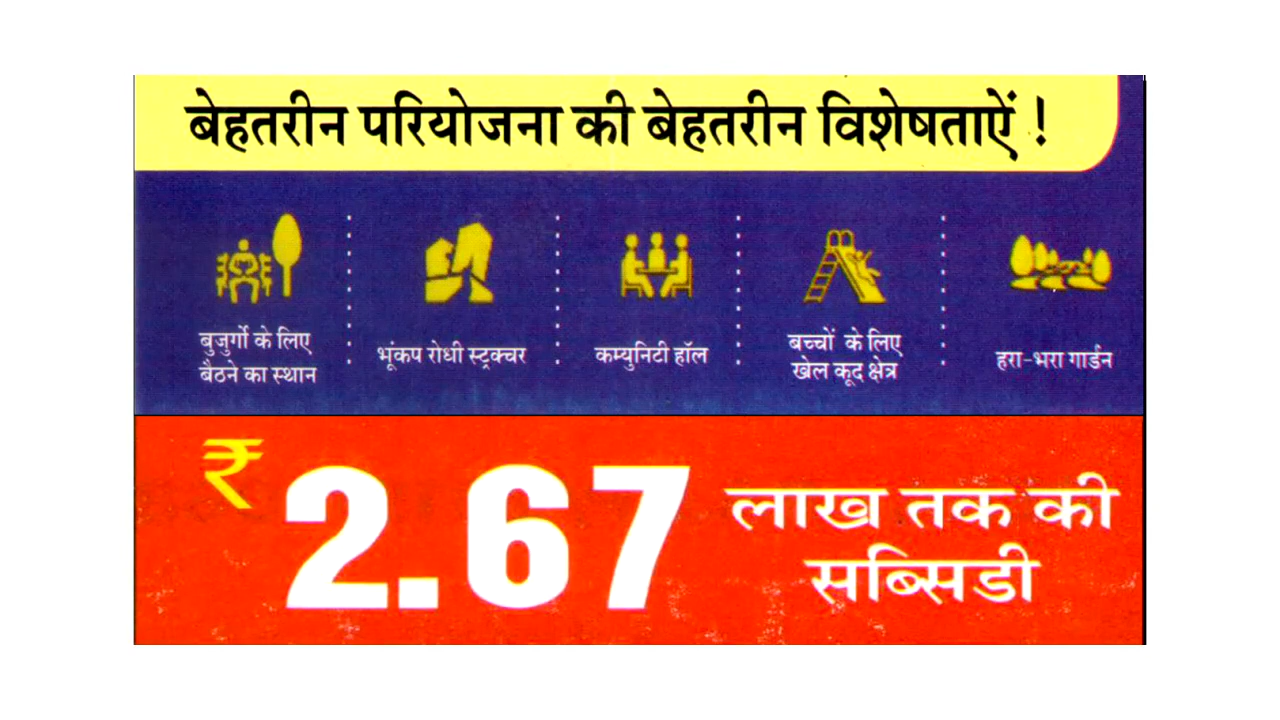 बेहतरीन परियोजना की बेहतरीन विशेषताऐं !
बुजुर्गो के लिए
बैठने का स्थान
भूंकप रोधी स्ट्रक्चर
कम्युनिटी हॉल
बच्चों के लिए
खेल कूद क्षेत्र
हरा-भरा गार्डन
₹ 2.67 लाख तक की
सब्सिडी